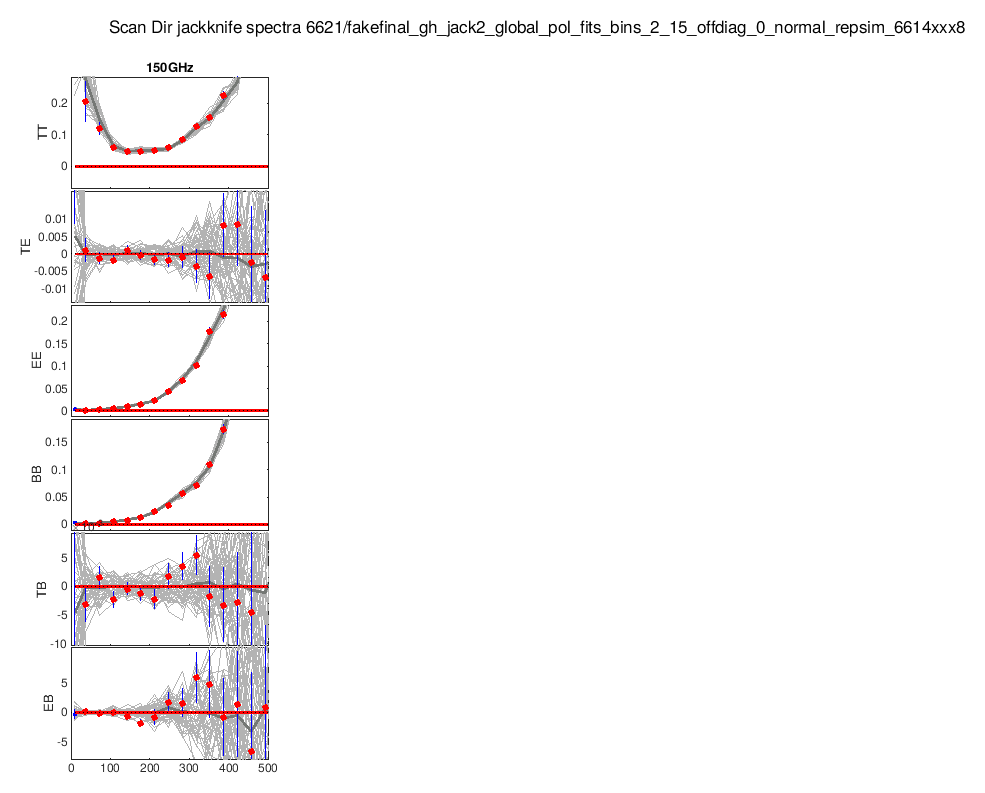 Scan Dir jackknife spectra 6621/fakefinal_gh_jack2_global_pol_fits_bins_2_15_offdiag_0_normal_repsim_6614xxx8
150GHz
TT
0.2
0.1
0
TE
0.01
0.005
0
-0.005
-0.01
EE
0.2
0.15
0.1
0.05
0
BB
0.15
0.1
0.05
0
TB
5
0
-5
-10
EB
5
0
-5
0 100 200 300 400 500